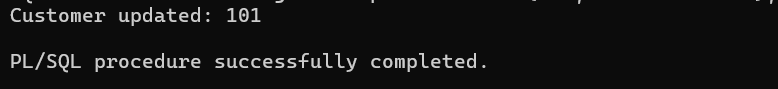 Customer updated: 101
PL/SQL procedure successfully completed.